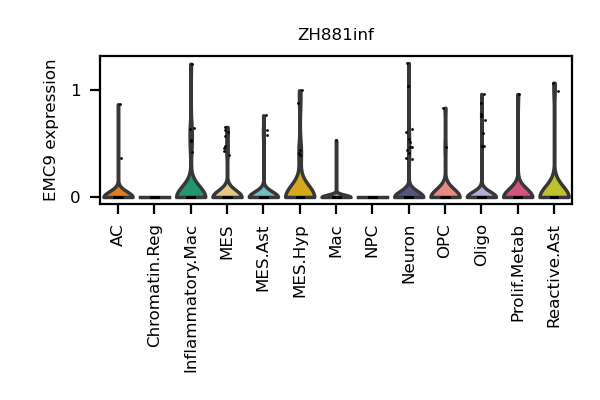 ZH881inf
EMC9 expression
1
0
AC
Chromatin.Reg
Inflammatory.Mac
MES
MES.Ast
MES.Hyp
Mac
NPC
Neuron
OPC
Oligo
Prolif.Metab
Reactive.Ast